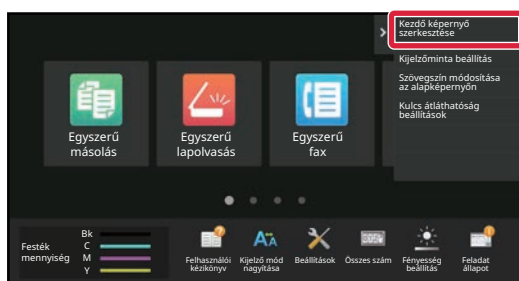 Kezdő képernyő
szerkesztése
Kijelzőminta beállítás
Szövegszín módosítása
az alapképernyőn
Kulcs átláthatóság
beállítások
Egyszerű
másolás
Egyszerű
lapolvasás
Egyszerű
fax
Festék
mennyiség
Bk
C
M
Y
Felhasználói
kézikönyv
Kijelző mód
nagyítása
Beállítások
Összes szám
Fényesség
beállítás
Feladat
állapot